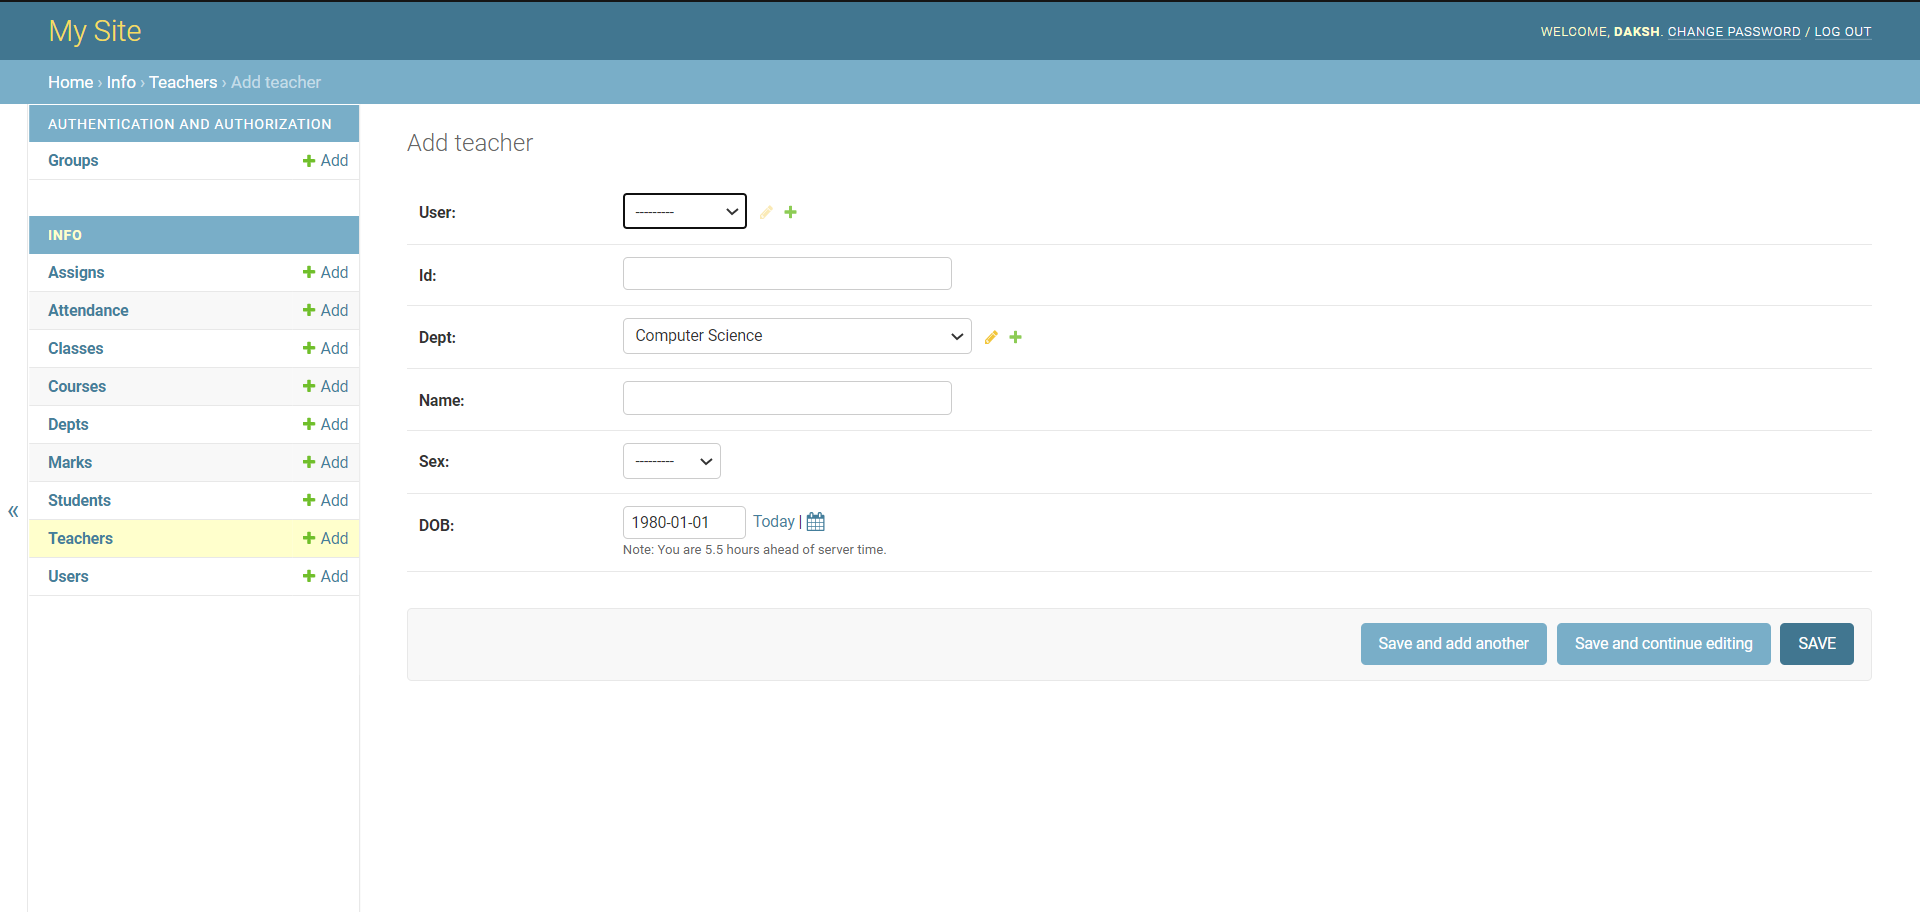 My Site
WELCOME, DAKSH. CHANGE PASSWORD / LOG OUT
Home › Info › Teachers › Add teacher
AUTHENTICATION AND AUTHORIZATION
Groups Add
INFO
Assigns Add
Attendance Add
Classes Add
Courses Add
Depts Add
Marks Add
Students Add
Teachers Add
Users Add
«
Add teacher
User: ---------
Id:
Dept: Computer Science
Name:
Sex: ---------
DOB: 1980-01-01 Today |
Note: You are 5.5 hours ahead of server time.
Save and add another Save and continue editing SAVE